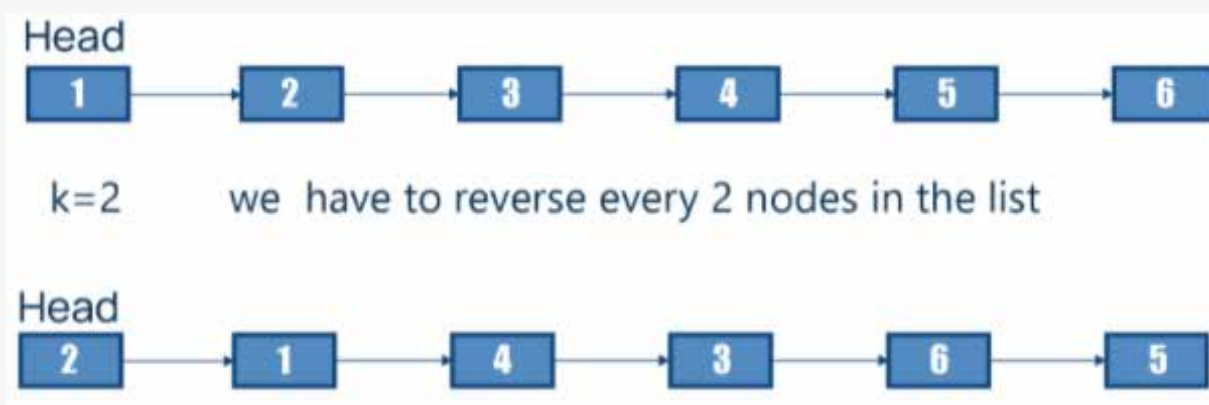 Head
1 2 3 4 5 6
k=2 we have to reverse every 2 nodes in the list
Head
2 1 4 3 6 5